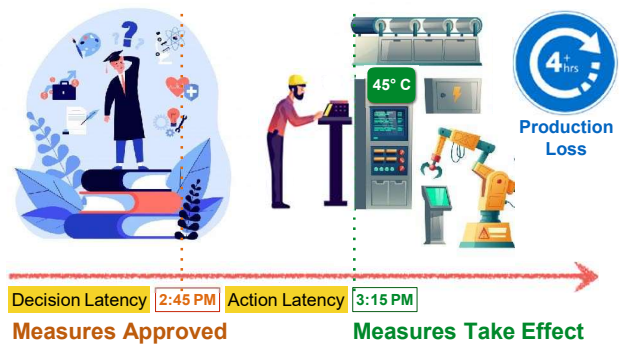 ???
45° C
4+
hrs
Production
Loss
Decision Latency
2:45 PM
Action Latency
3:15 PM
Measures Approved
Measures Take Effect